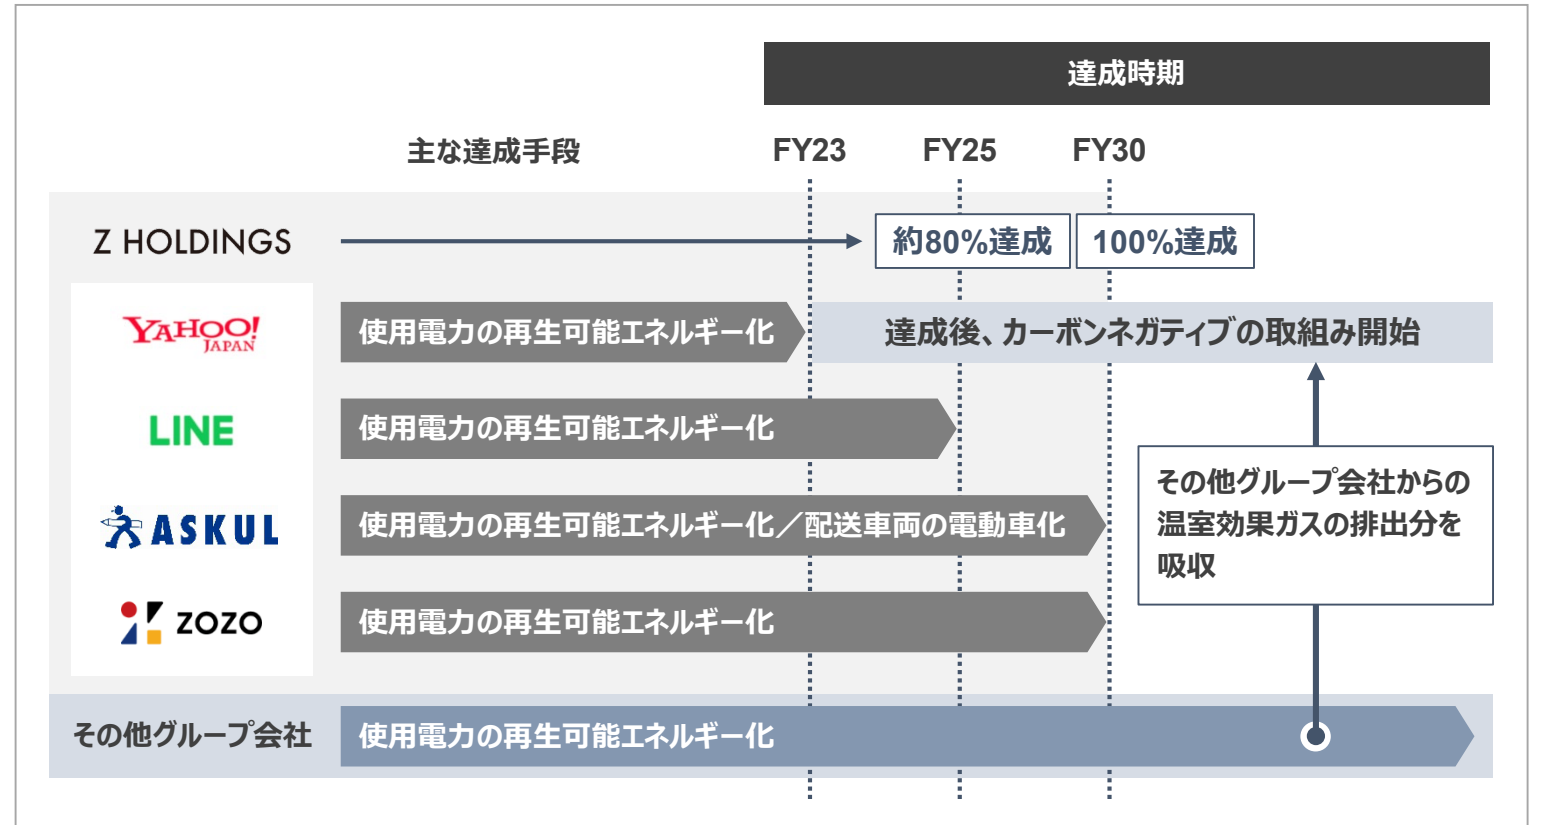 達成時期
主な達成手段
FY23
FY25
FY30
Z HOLDINGS
約80%達成
100%達成
YAHOO!
JAPAN
使用電力の再生可能エネルギー化
達成後、カーボンネガティブの取組み開始
LINE
使用電力の再生可能エネルギー化
ASKUL
使用電力の再生可能エネルギー化／配送車両の電動車化
その他グループ会社からの
温室効果ガスの排出分を
吸収
ZOZO
使用電力の再生可能エネルギー化
その他グループ会社
使用電力の再生可能エネルギー化